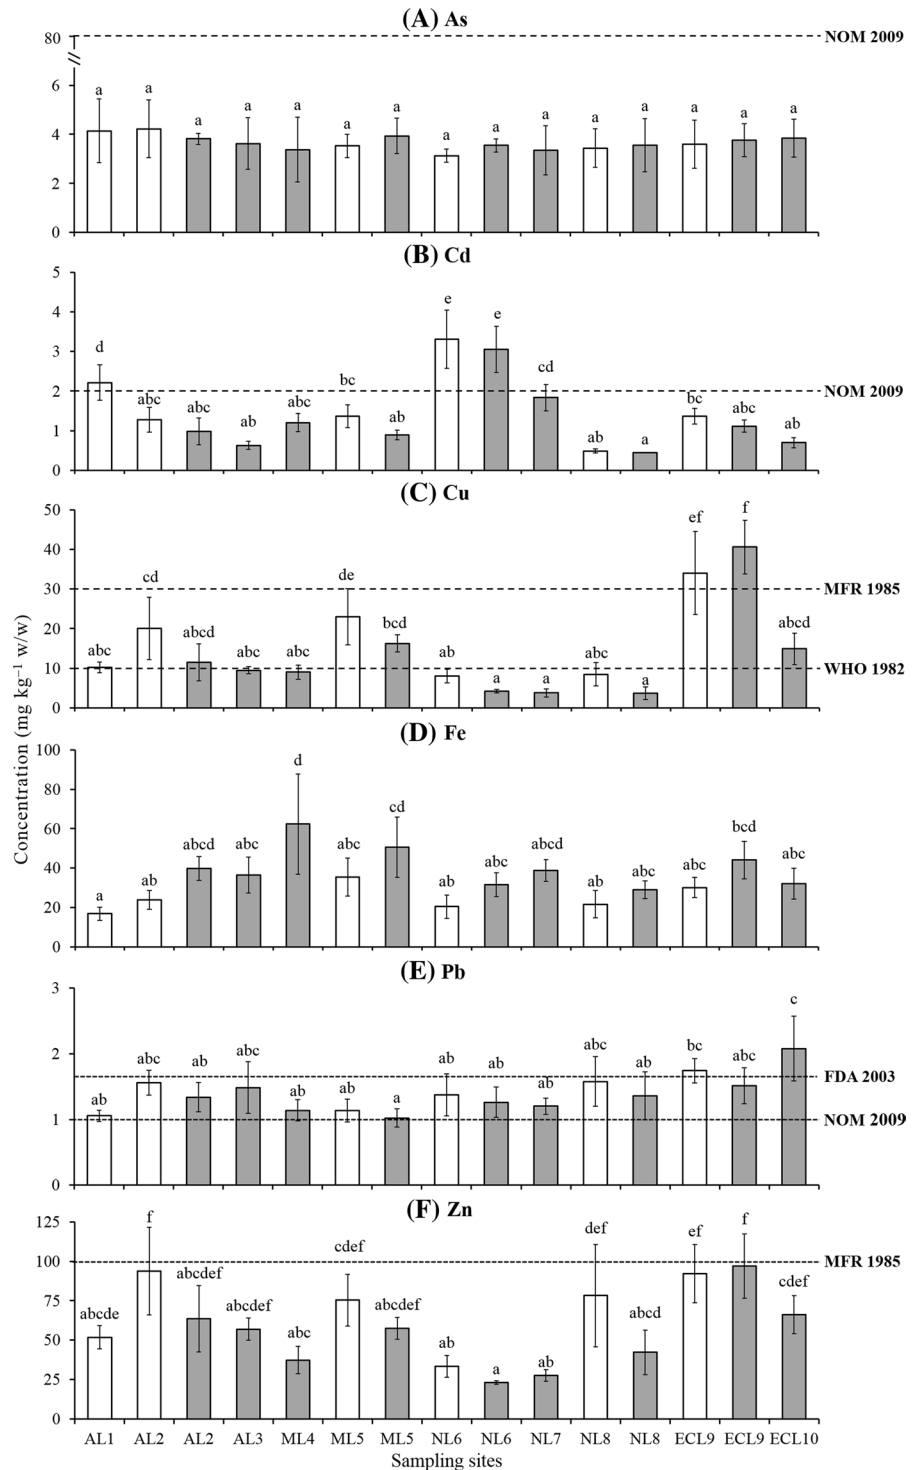 (A) As
80
NOM 2009
6
a a a a a a a a a a a a a a a
4
2
0
(B) Cd
5
4
e
e
3
d
cd
bc
2
NOM 2009
abc abc ab abc ab ab a bc abc ab
1
0
(C) Cu
50
f
ef
40
cd
de
30
MFR 1985
abc abcd abc abc bcd ab a a abc a abcd
20
10
WHO 1982
0
Concentration (mg kg⁻¹ w/w)
(D) Fe
100
d
80
cd
bcd
60
a ab abcd abc abc ab abc abcd ab abc abc abc
40
20
0
(E) Pb
3
c
2
ab abc ab abc ab ab a ab ab ab abc ab bc abc
FDA 2003
1
NOM 2009
0
(F) Zn
125
f
cdef
def
ef
f
100
MFR 1985
abcde abcdef abcdef abc abcdef ab a ab abcd cdef
75
50
25
0
AL1 AL2 AL2 AL3 ML4 ML5 ML5 NL6 NL6 NL7 NL8 NL8 ECL9 ECL9 ECL10
Sampling sites